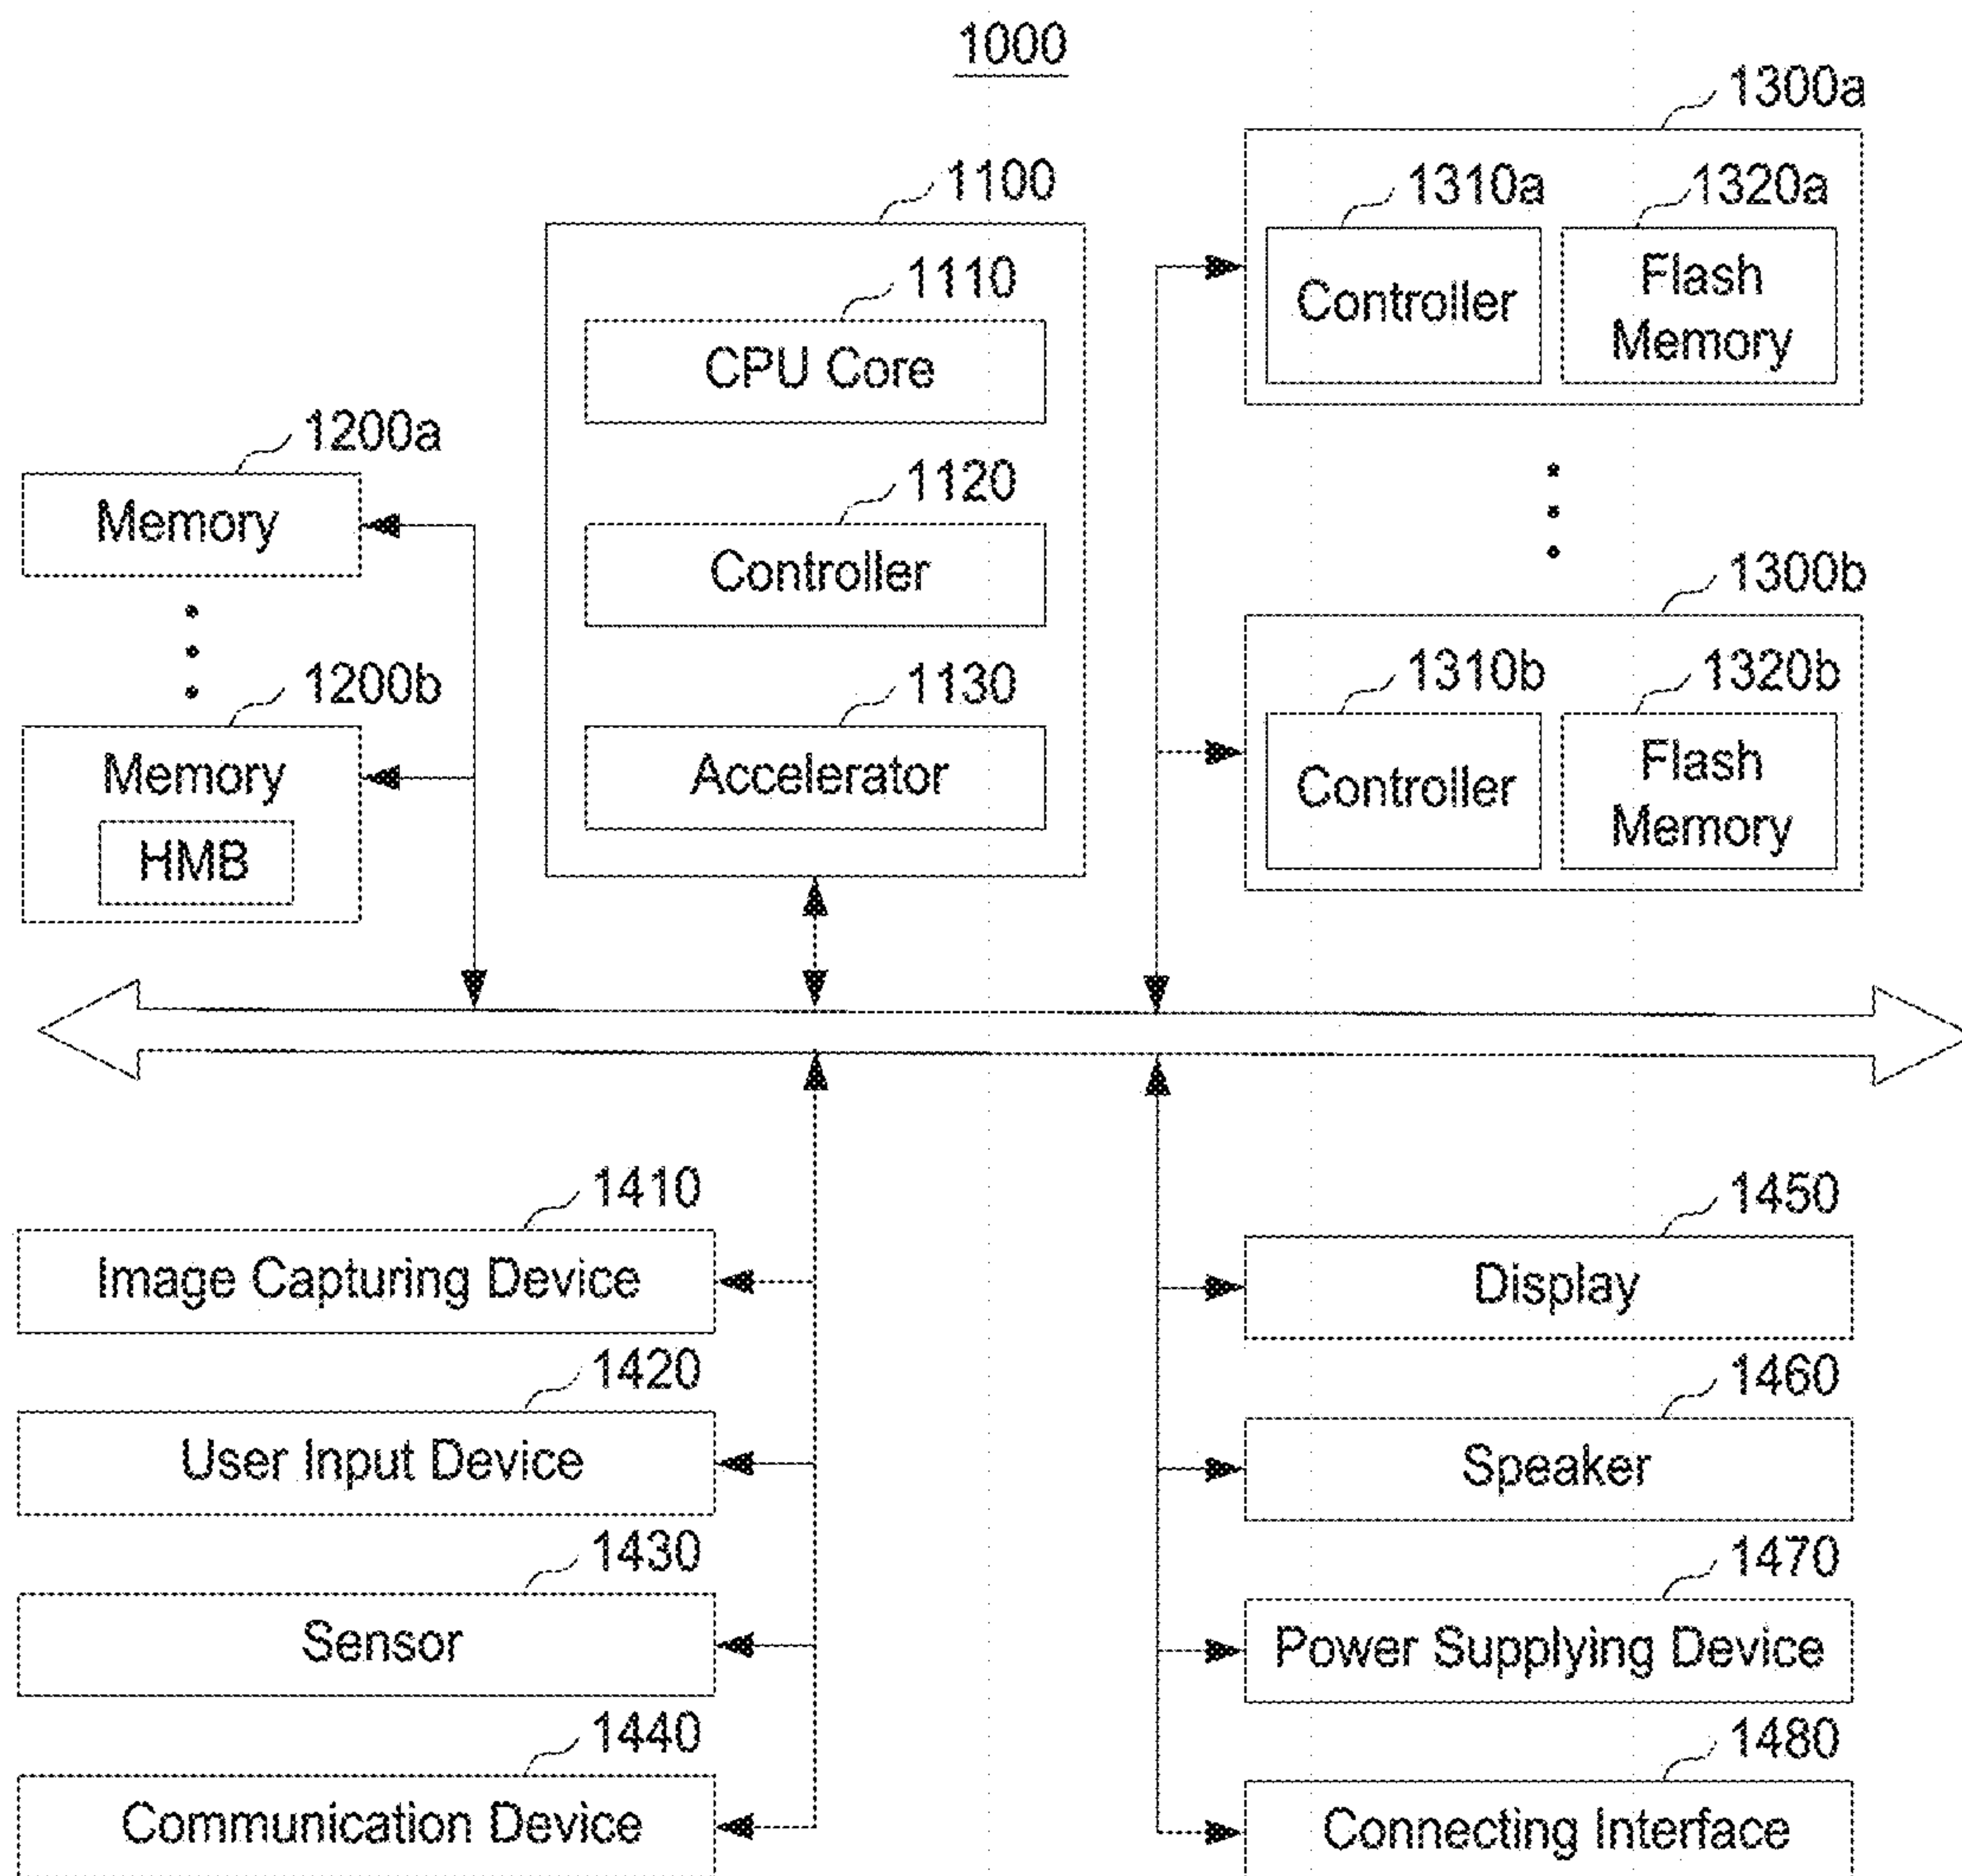 1000
1300a
1310a
1320a
Controller
Flash
Memory
1100
1110
CPU Core
1120
Controller
1130
Accelerator
1200a
Memory
1200b
Memory
HMB
1300b
1310b
1320b
Controller
Flash
Memory
1410
Image Capturing Device
1420
User Input Device
1430
Sensor
1440
Communication Device
1450
Display
1460
Speaker
1470
Power Supplying Device
1480
Connecting Interface